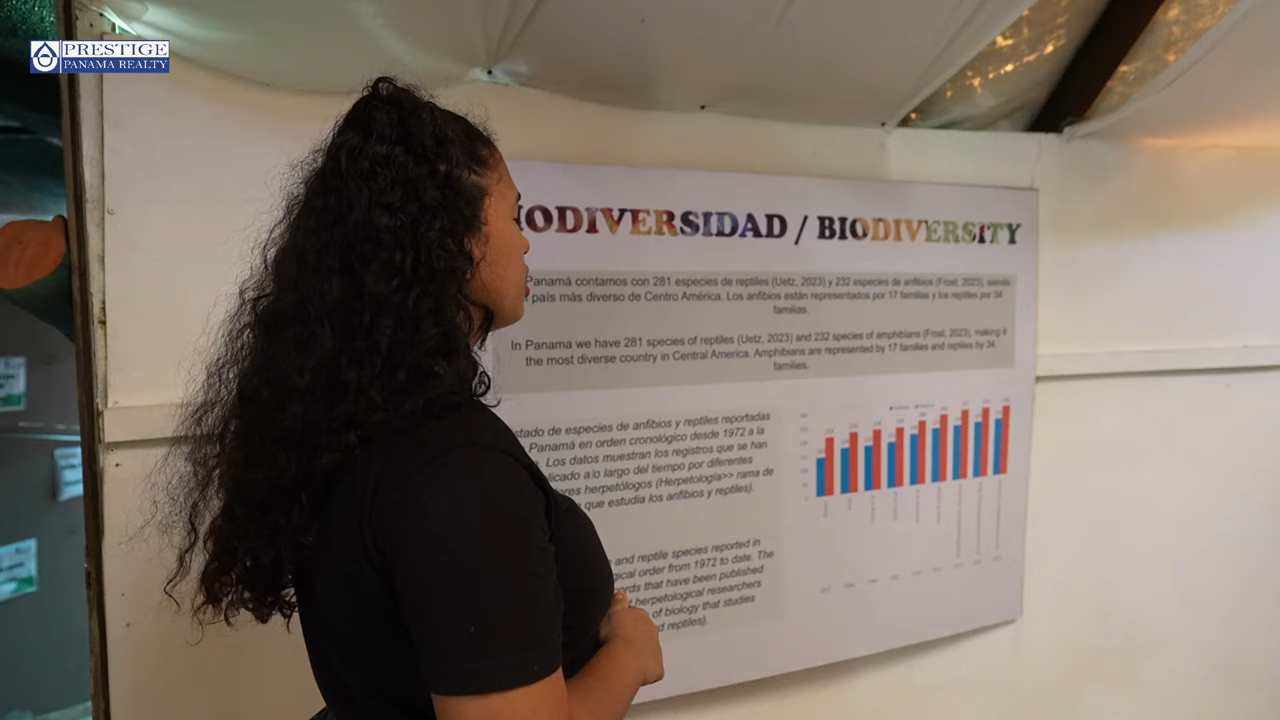 PRESTIGE
PANAMA REALTY
IODIVERSIDAD / BIODIVERSITY
Panamá contamos con 281 especies de reptiles (Uetz, 2023) y 232 especies de anfibios (Frost, 2023), siendo
país más diverso de Centro América. Los anfibios están representados por 17 familias y los reptiles por 34
familias.
In Panama we have 281 species of reptiles (Uetz, 2023) and 232 species of amphibians (Frost, 2023), making it
the most diverse country in Central America. Amphibians are represented by 17 families and reptiles by 34
families.
ctado de especies de anfibios y reptiles reportadas
Panamá en orden cronológico desde 1972 a la
. Los datos muestran los registros que se han
licado a/o largo del tiempo por diferentes
ores herpetólogos (Herpetología>> rama de
que estudia los anfibios y reptiles).
and reptile species reported in
gical order from 1972 to date. The
ords that have been published
t herpetological researchers
of biology that studies
d reptiles).